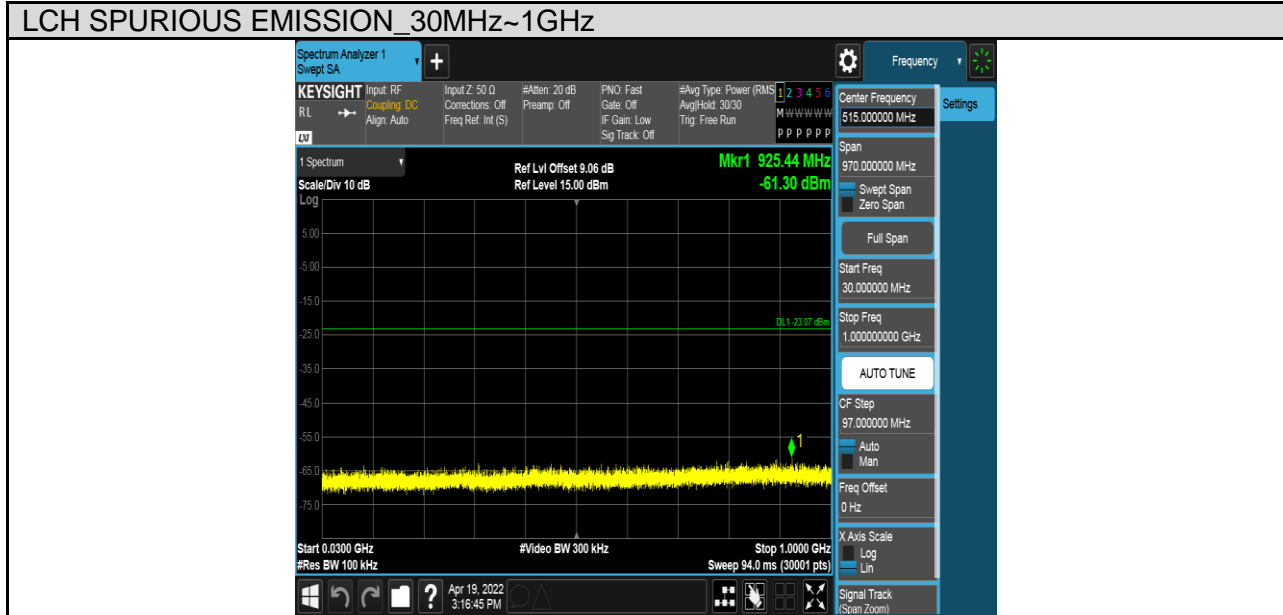 LCH SPURIOUS EMISSION_30MHz~1GHz
Spectrum Analyzer 1
Swept SA
+
Frequency
KEYSIGHT
RL
LXI
Input: RF
Coupling: DC
Align: Auto
Input Z: 50 Ω
Corrections: Off
Freq Ref: Int (S)
#Atten: 20 dB
Preamp: Off
PNO: Fast
Gate: Off
IF Gain: Low
Sig Track: Off
#Avg Type: Power (RMS
Avg|Hold: 30/30
Trig: Free Run
1 2 3 4 5 6
M W W W W W
P P P P P P
Center Frequency
515.000000 MHz
Settings
1 Spectrum
Scale/Div 10 dB
Log
Ref Lvl Offset 9.06 dB
Ref Level 15.00 dBm
Mkr1 925.44 MHz
-61.30 dBm
Span
970.000000 MHz
Swept Span
Zero Span
Full Span
Start Freq
30.000000 MHz
Stop Freq
1.000000000 GHz
AUTO TUNE
CF Step
97.000000 MHz
Auto
Man
Freq Offset
0 Hz
X Axis Scale
Log
Lin
Signal Track
(Span Zoom)
5.00
-5.00
-15.0
DL1 -23.07 dBm
-25.0
-35.0
-45.0
-55.0
1
-65.0
-75.0
Start 0.0300 GHz
#Video BW 300 kHz
Stop 1.0000 GHz
#Res BW 100 kHz
Sweep 94.0 ms (30001 pts)
?
Apr 19, 2022
3:16:45 PM